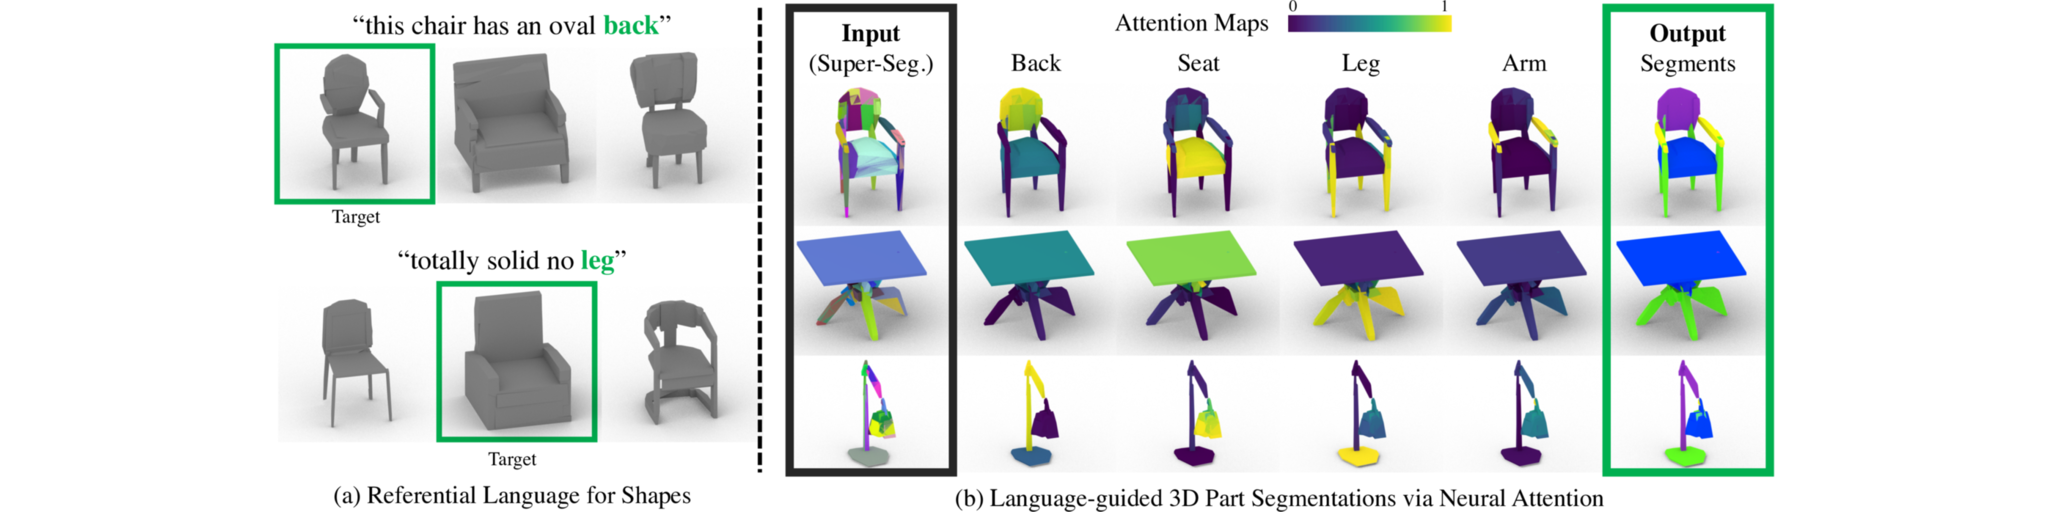 “this chair has an oval back”
Target
“totally solid no leg”
Target
(a) Referential Language for Shapes
Attention Maps
0 1
Input
(Super-Seg.)
Back
Seat
Leg
Arm
Output
Segments
(b) Language-guided 3D Part Segmentations via Neural Attention